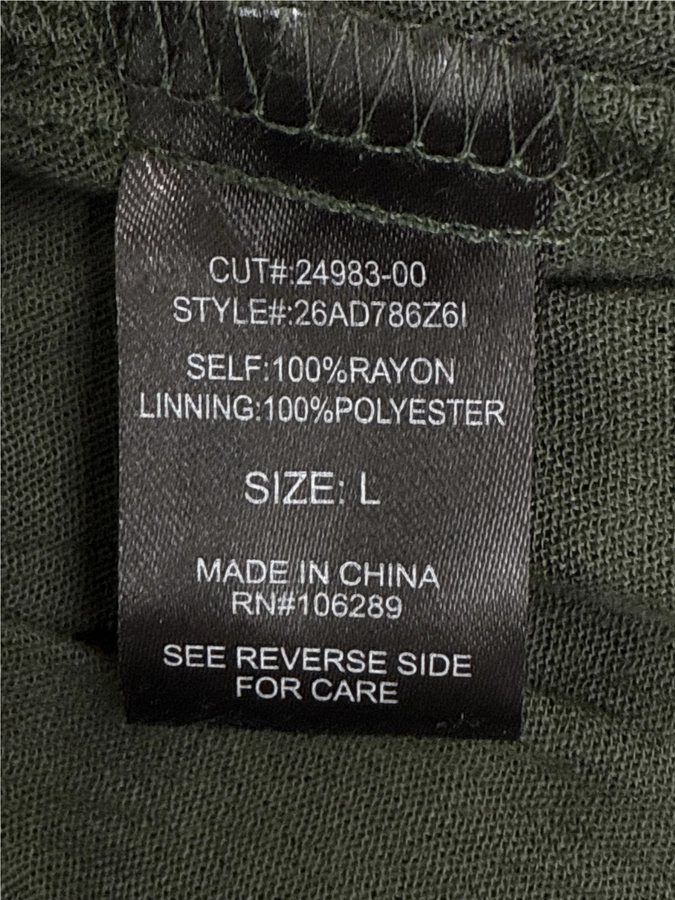 CUT#:24983-00
STYLE#:26AD786Z6I
SELF:100%RAYON
LINNING:100%POLYESTER
SIZE: L
MADE IN CHINA
RN#106289
SEE REVERSE SIDE
FOR CARE